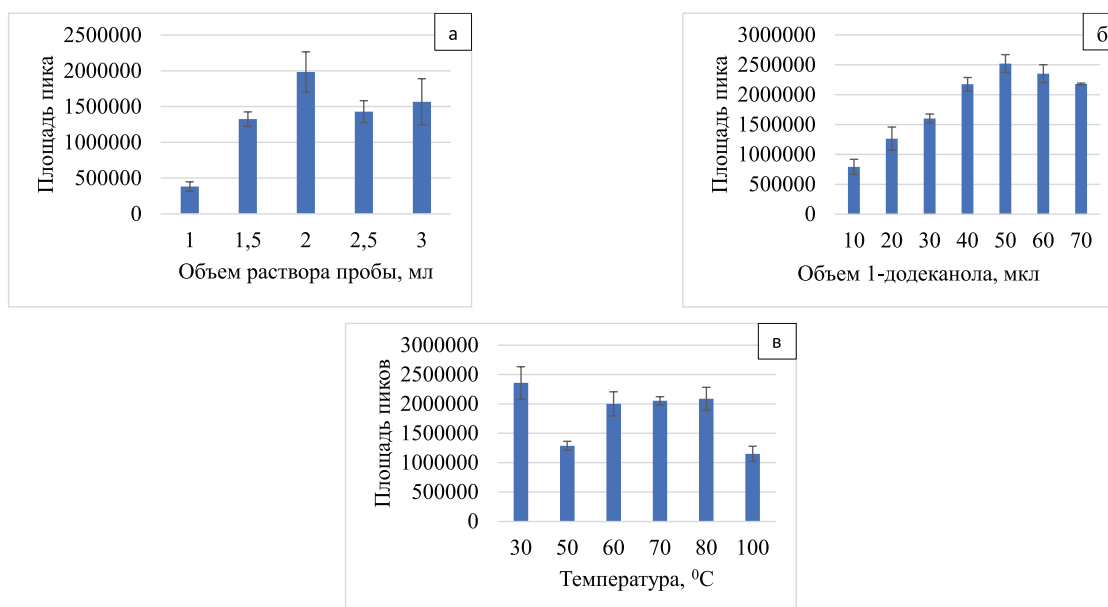 а
2500000
2000000
1500000
1000000
500000
0
Площадь пика
1 1,5 2 2,5 3
Объем раствора пробы, мл
б
3000000
2500000
2000000
1500000
1000000
500000
0
Площадь пика
10 20 30 40 50 60 70
Объем 1-додеканола, мкл
в
3000000
2500000
2000000
1500000
1000000
500000
0
Площадь пиков
30 50 60 70 80 100
Температура, ⁰С